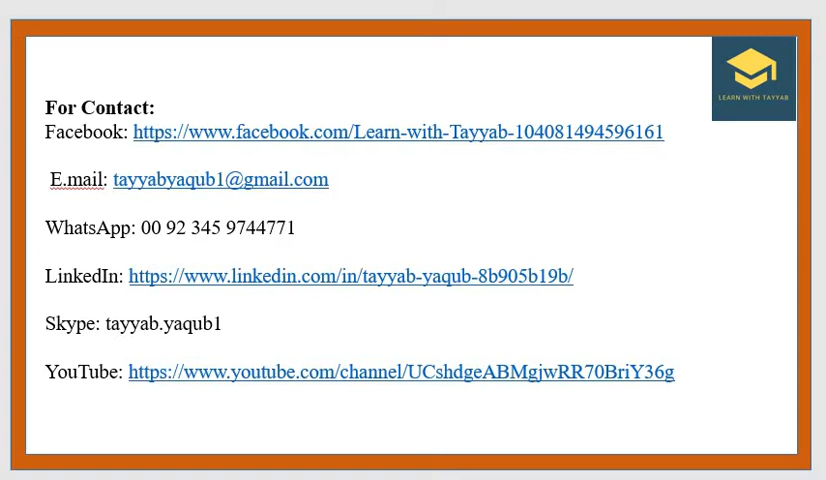 LEARN WITH TAYYAB
For Contact:
Facebook: https://www.facebook.com/Learn-with-Tayyab-104081494596161
E.mail: tayyabyaqub1@gmail.com
WhatsApp: 00 92 345 9744771
LinkedIn: https://www.linkedin.com/in/tayyab-yaqub-8b905b19b/
Skype: tayyab.yaqub1
YouTube: https://www.youtube.com/channel/UCshdgeABMgjwRR70BriY36g